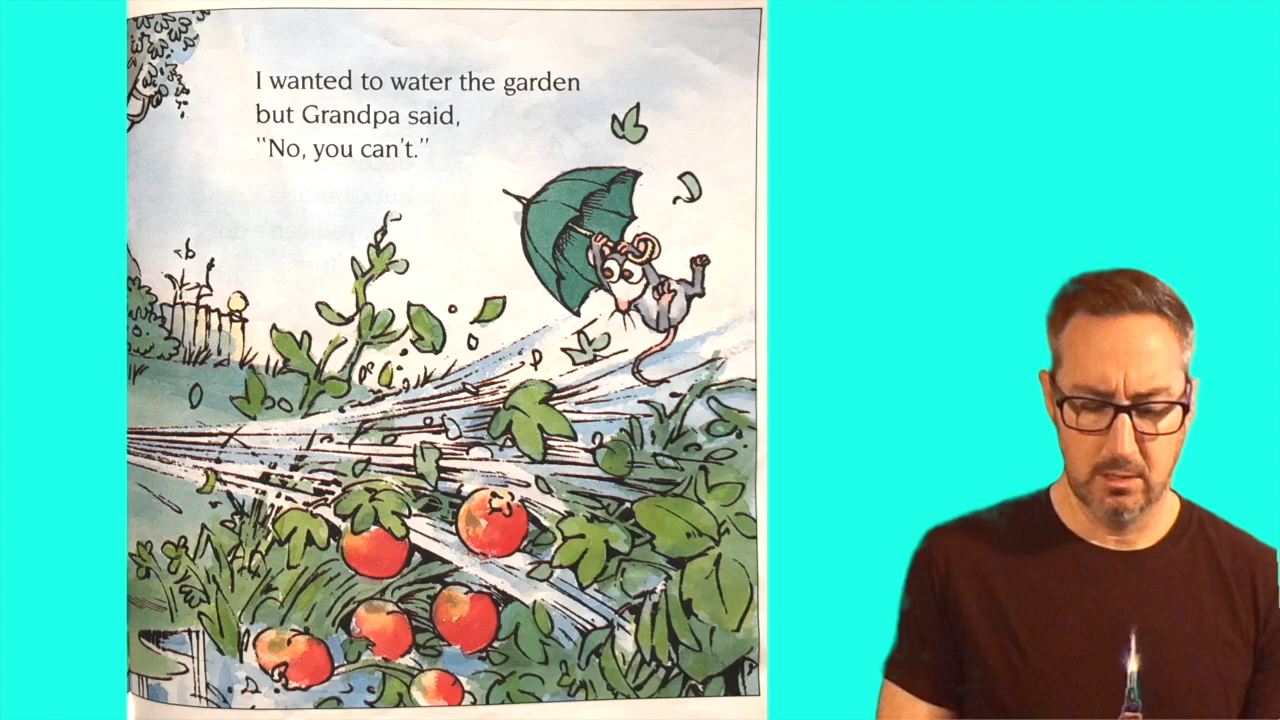 I wanted to water the garden
but Grandpa said,
"No, you can't."